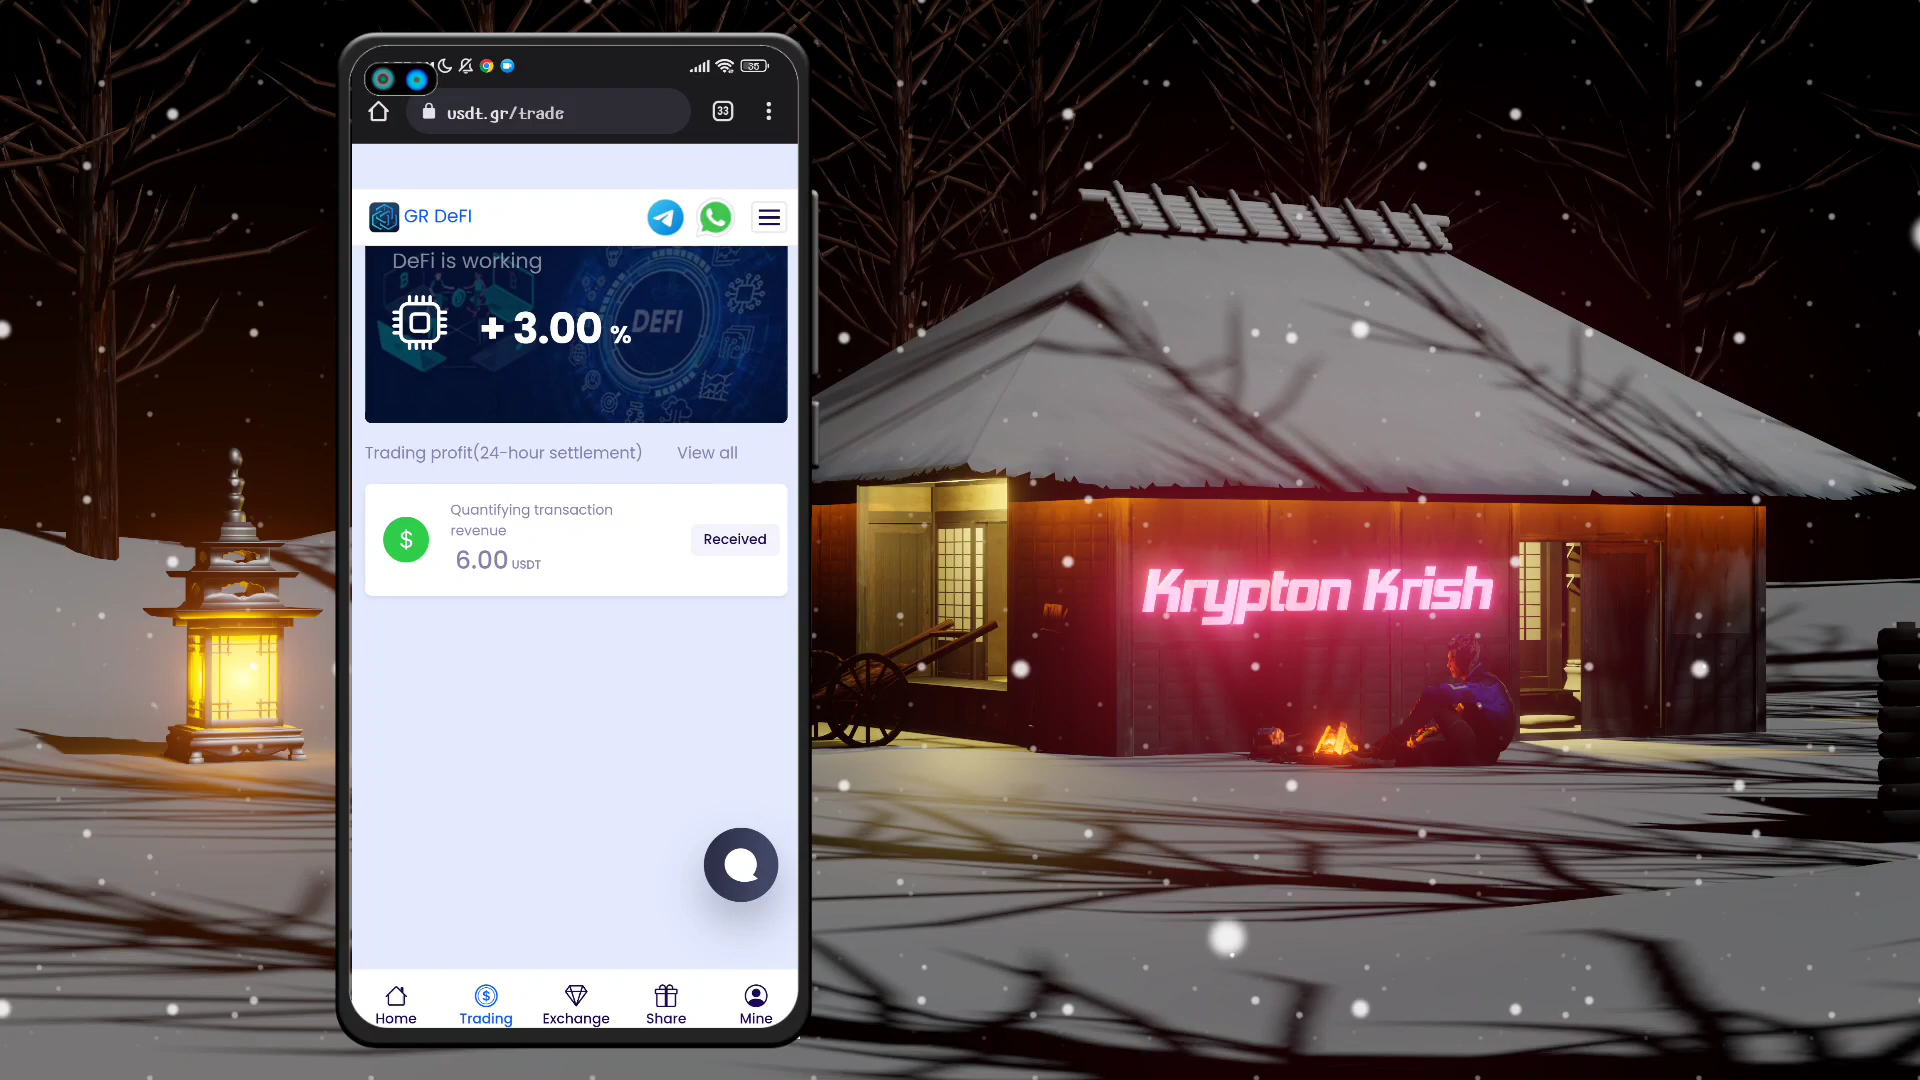 35
usdt.gr/trade
33
GR DeFI
DeFi is working
+ 3.00 %
DEFI
Trading profit(24-hour settlement)
View all
Quantifying transaction
revenue
$
6.00 USDT
Received
Krypton Krish
Home
Trading
Exchange
Share
Mine